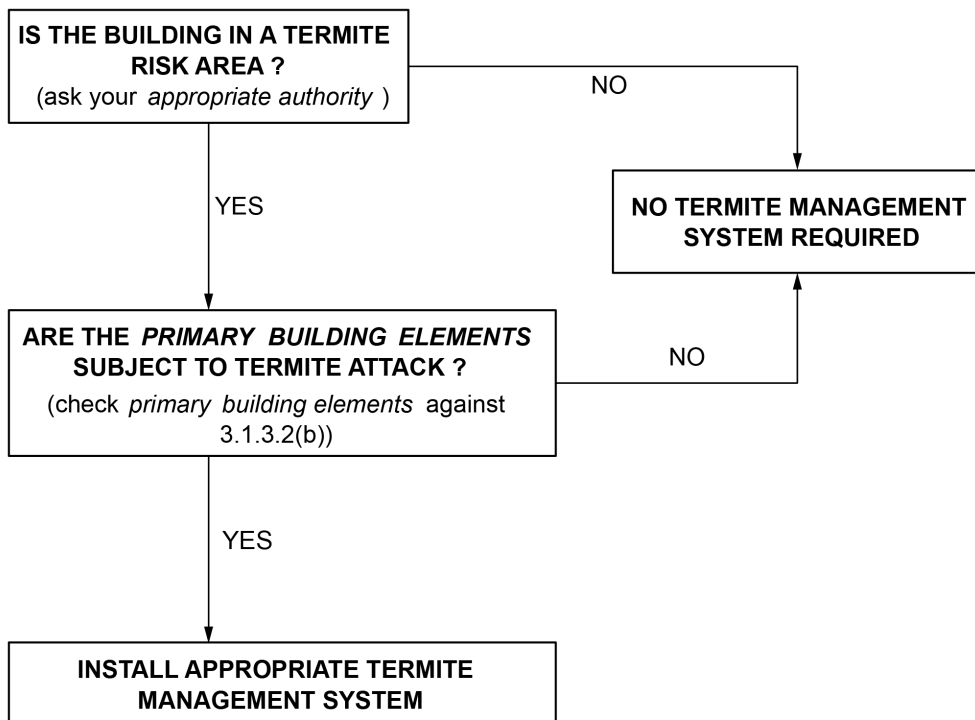 IS THE BUILDING IN A TERMITE
RISK AREA ?
(ask your appropriate authority )
NO
YES
NO TERMITE MANAGEMENT
SYSTEM REQUIRED
ARE THE PRIMARY BUILDING ELEMENTS
SUBJECT TO TERMITE ATTACK ?
(check primary building elements against
3.1.3.2(b))
NO
YES
INSTALL APPROPRIATE TERMITE
MANAGEMENT SYSTEM